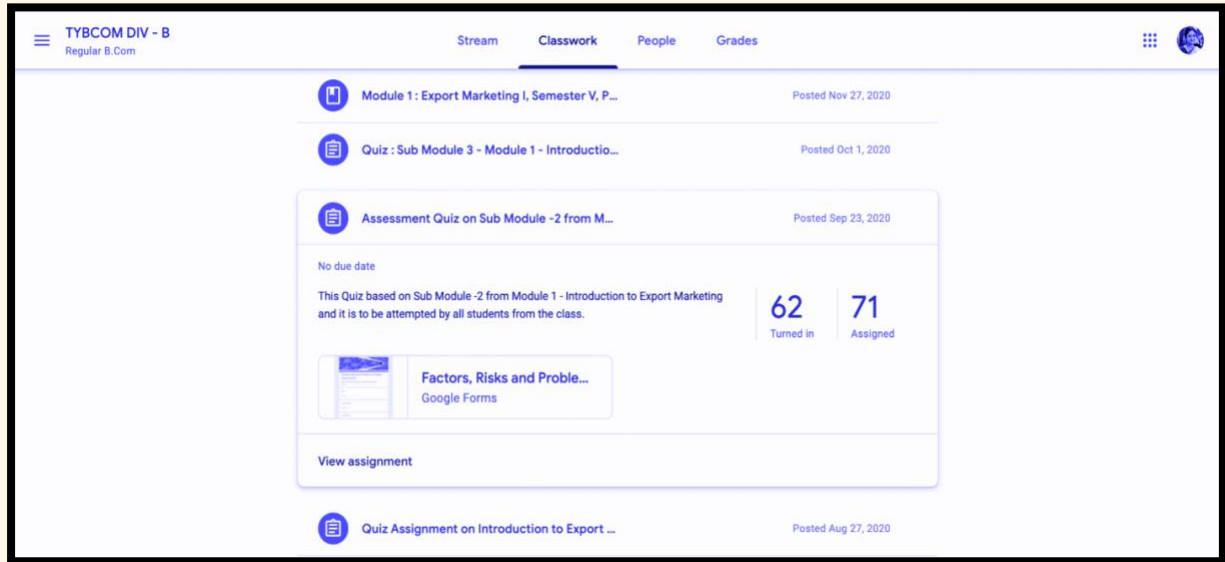 TYBCOM DIV - B
Regular B.Com
Stream Classwork People Grades
Module 1 : Export Marketing I, Semester V, P... Posted Nov 27, 2020
Quiz : Sub Module 3 - Module 1 - Introductio... Posted Oct 1, 2020
Assessment Quiz on Sub Module -2 from M... Posted Sep 23, 2020
No due date
This Quiz based on Sub Module -2 from Module 1 - Introduction to Export Marketing
and it is to be attempted by all students from the class.
62 71
Turned in Assigned
Factors, Risks and Proble...
Google Forms
View assignment
Quiz Assignment on Introduction to Export ... Posted Aug 27, 2020